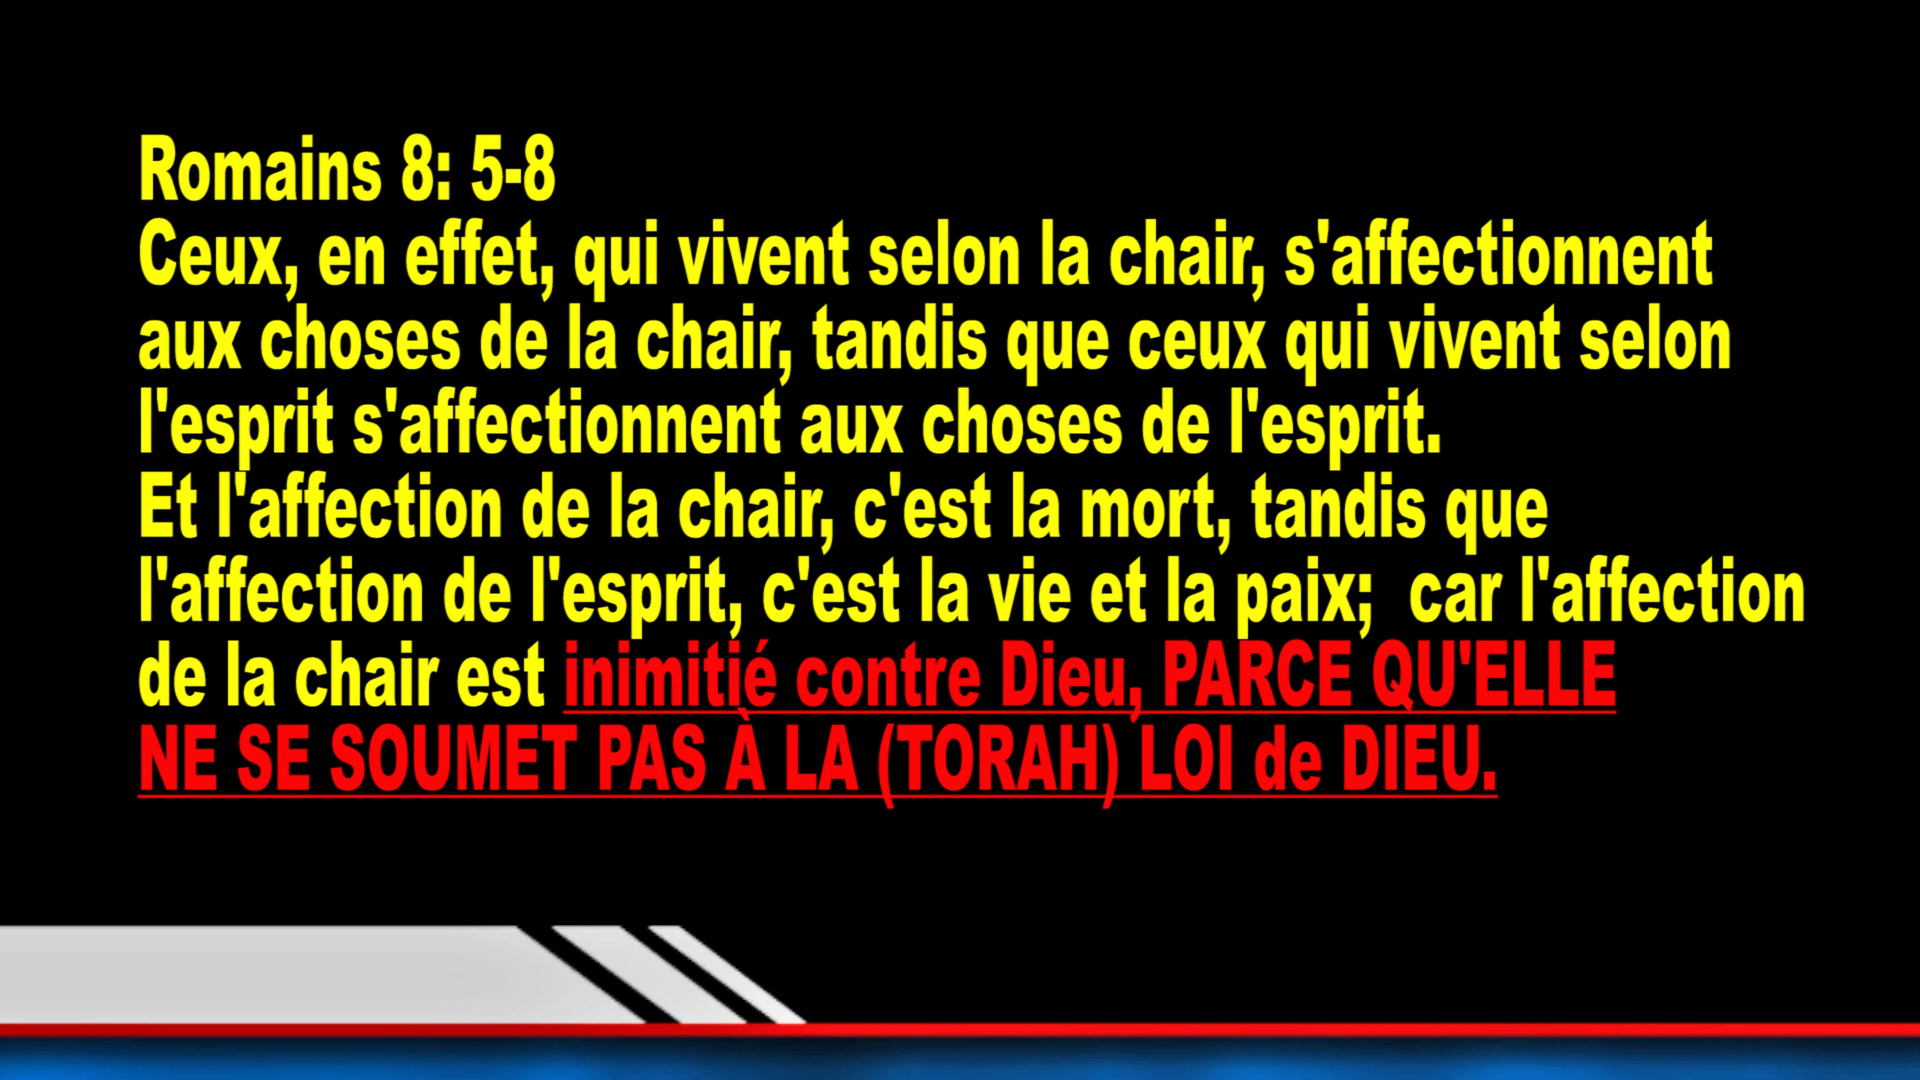 Romains 8: 5-8
Ceux, en effet, qui vivent selon la chair, s'affectionnent
aux choses de la chair, tandis que ceux qui vivent selon
l'esprit s'affectionnent aux choses de l'esprit.
Et l'affection de la chair, c'est la mort, tandis que
l'affection de l'esprit, c'est la vie et la paix;  car l'affection
de la chair est inimitié contre Dieu, PARCE QU'ELLE
NE SE SOUMET PAS À LA (TORAH) LOI de DIEU.